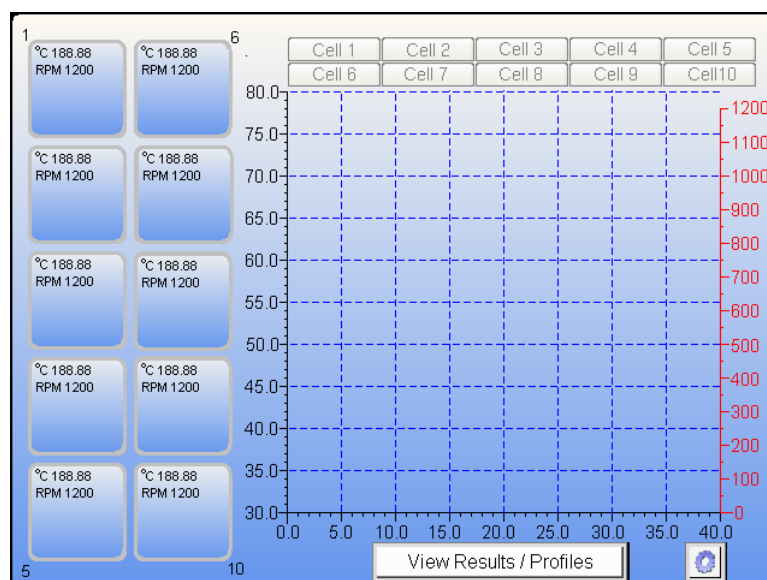 1
6
°C 188.88
RPM 1200
°C 188.88
RPM 1200
°C 188.88
RPM 1200
°C 188.88
RPM 1200
°C 188.88
RPM 1200
°C 188.88
RPM 1200
°C 188.88
RPM 1200
°C 188.88
RPM 1200
°C 188.88
RPM 1200
°C 188.88
RPM 1200
5
10
Cell 1 Cell 2 Cell 3 Cell 4 Cell 5
Cell 6 Cell 7 Cell 8 Cell 9 Cell10
80.0
75.0
70.0
65.0
60.0
55.0
50.0
45.0
40.0
35.0
30.0
1200
1100
1000
900
800
700
600
500
400
300
200
100
0
0.0 5.0 10.0 15.0 20.0 25.0 30.0 35.0 40.0
View Results / Profiles